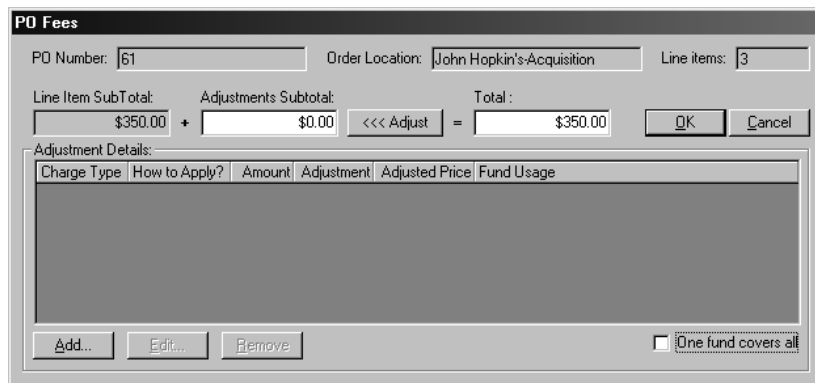 PO Fees
PO Number: 61 Order Location: John Hopkin's-Acquisition Line items: 3
Line Item SubTotal: Adjustments Subtotal: Total :
$350.00 + $0.00 <<< Adjust = $350.00 OK Cancel
Adjustment Details:
Charge Type How to Apply? Amount Adjustment Adjusted Price Fund Usage
Add... Edit... Remove One fund covers all